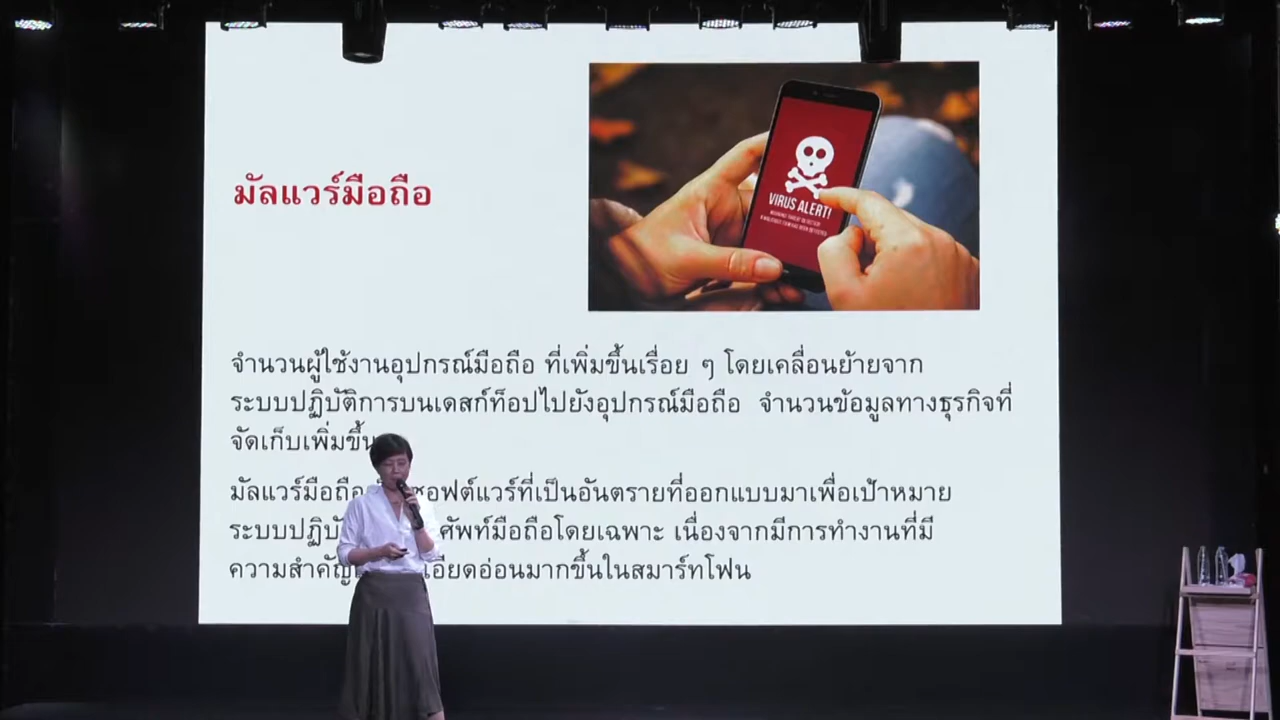 มัลแวร์มือถือ
VIRUS ALERT!
จำนวนผู้ใช้งานอุปกรณ์มือถือ ที่เพิ่มขึ้นเรื่อย ๆ โดยเคลื่อนย้ายจาก
ระบบปฏิบัติการบนเดสก์ท็อปไปยังอุปกรณ์มือถือ จำนวนข้อมูลทางธุรกิจที่
จัดเก็บเพิ่มขึ้น
มัลแวร์มือถือ ซอฟต์แวร์ที่เป็นอันตรายที่ออกแบบมาเพื่อเป้าหมาย
ศัพท์มือถือโดยเฉพาะ เนื่องจากมีการทำงานที่มี
ความสำคัญ เอียดอ่อนมากขึ้นในสมาร์ทโฟน